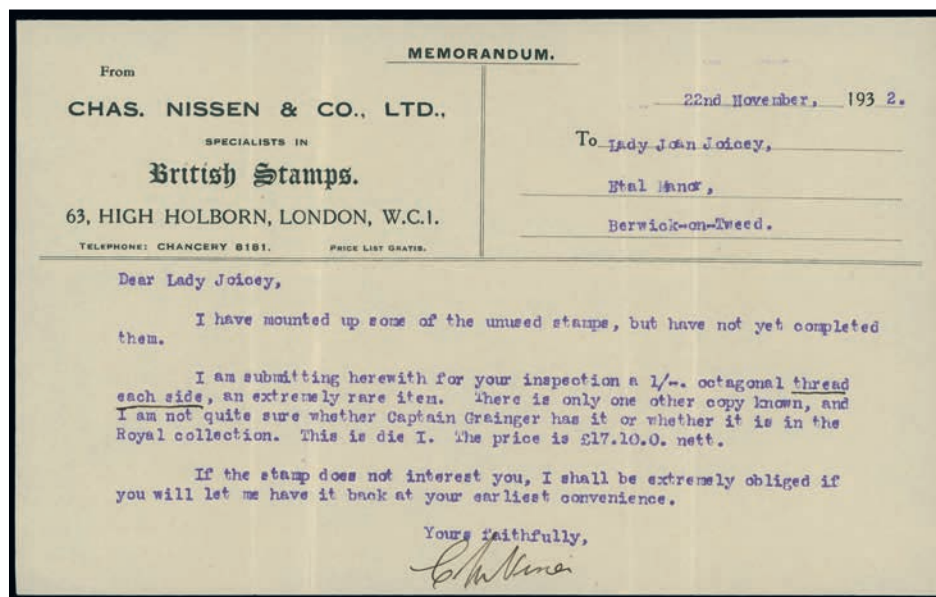 MEMORANDUM.
From
CHAS. NISSEN & CO., LTD.,
SPECIALISTS IN
British Stamps.
63, HIGH HOLBORN, LONDON, W.C.1.
TELEPHONE: CHANCERY 8181. PRICE LIST GRATIS.
22nd November, 1932.
To Lady Joan Joicey,
Etal Manor,
Berwick-on-Tweed.
Dear Lady Joicey,
I have mounted up some of the unused stamps, but have not yet completed
them.
I am submitting herewith for your inspection a 1/-. octagonal thread
each side, an extremely rare item. There is only one other copy known, and
I am not quite sure whether Captain Grainger has it or whether it is in the
Royal collection. This is die I. The price is £17.10.0. nett.
If the stamp does not interest you, I shall be extremely obliged if
you will let me have it back at your earliest convenience.
Yours faithfully,